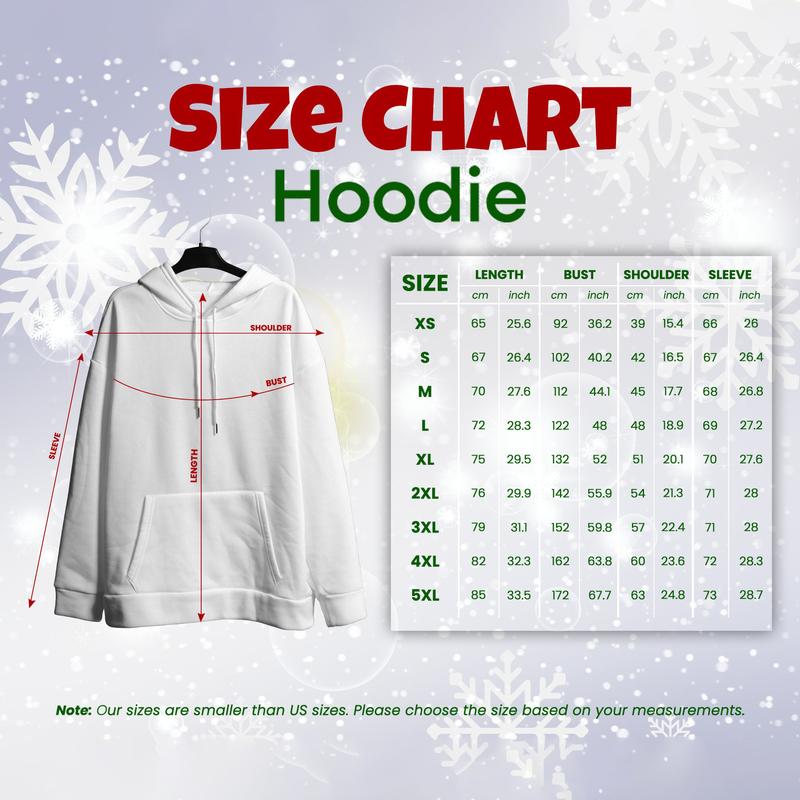 SIZE CHART
Hoodie
SHOULDER
BUST
SLEEVE
LENGTH
SIZE LENGTH BUST SHOULDER SLEEVE
cm inch cm inch cm inch cm inch
XS 65 25.6 92 36.2 39 15.4 66 26
S 67 26.4 102 40.2 42 16.5 67 26.4
M 70 27.6 112 44.1 45 17.7 68 26.8
L 72 28.3 122 48 48 18.9 69 27.2
XL 75 29.5 132 52 51 20.1 70 27.6
2XL 76 29.9 142 55.9 54 21.3 71 28
3XL 79 31.1 152 59.8 57 22.4 71 28
4XL 82 32.3 162 63.8 60 23.6 72 28.3
5XL 85 33.5 172 67.7 63 24.8 73 28.7
Note: Our sizes are smaller than US sizes. Please choose the size based on your measurements.